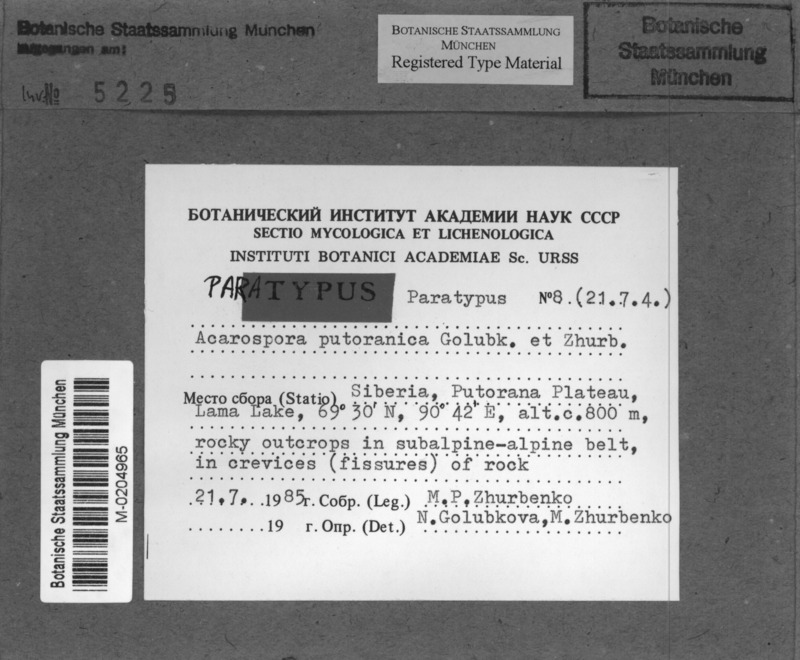 Botanische Staatssammlung München
eingegangen am:
Inv.No 5225
BOTANISCHE STAATSSAMMLUNG
MÜNCHEN
Registered Type Material
Botanische
Staatssammlung
München
БОТАНИЧЕСКИЙ ИНСТИТУТ АКАДЕМИИ НАУК СССР
SECTIO MYCOLOGICA ET LICHENOLOGICA
INSTITUTI BOTANICI ACADEMIAE Sc. URSS
PARATYPUS Paratypus №8.(21.7.4.)
Acarospora putoranica Golubk. et Zhurb.
Место сбора (Statio) Siberia, Putorana Plateau,
Lama Lake, 69° 30' N, 90° 42' E, alt.c.800 m,
rocky outcrops in subalpine-alpine belt,
in crevices (fissures) of rock
21.7. 1985г. Собр. (Leg.) M.P.Zhurbenko
19 г. Опр. (Det.) N.Golubkova,M.Zhurbenko
Botanische Staatssammlung München
M-0204965